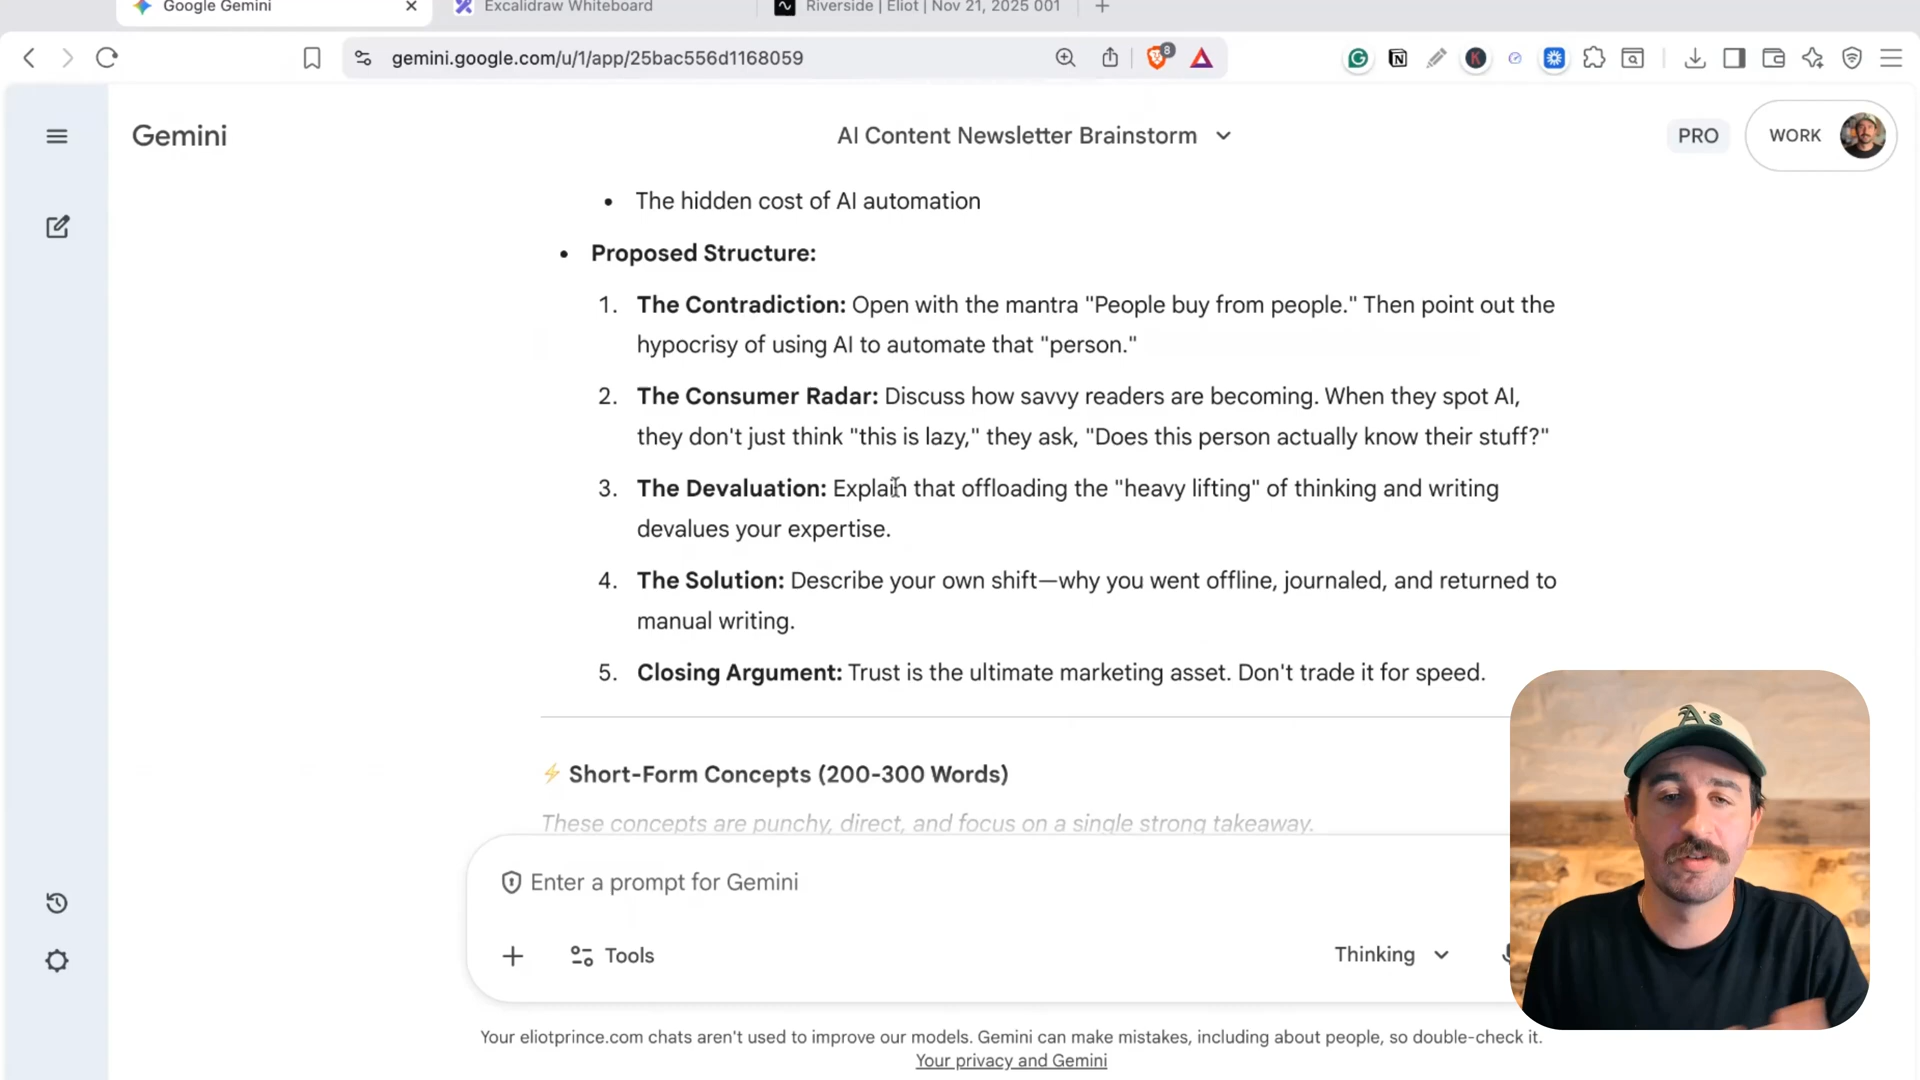 Google Gemini
Excalidraw Whiteboard
Riverside | Eliot | Nov 21, 2025 001
gemini.google.com/u/1/app/25bac556d1168059
8
Gemini
AI Content Newsletter Brainstorm
PRO
WORK
• The hidden cost of AI automation
• Proposed Structure:
1. The Contradiction: Open with the mantra "People buy from people." Then point out the
hypocrisy of using AI to automate that "person."
2. The Consumer Radar: Discuss how savvy readers are becoming. When they spot AI,
they don't just think "this is lazy," they ask, "Does this person actually know their stuff?"
3. The Devaluation: Explain that offloading the "heavy lifting" of thinking and writing
devalues your expertise.
4. The Solution: Describe your own shift—why you went offline, journaled, and returned to
manual writing.
5. Closing Argument: Trust is the ultimate marketing asset. Don't trade it for speed.
⚡ Short-Form Concepts (200-300 Words)
These concepts are punchy, direct, and focus on a single strong takeaway.
Enter a prompt for Gemini
Tools
Thinking
Your eliotprince.com chats aren't used to improve our models. Gemini can make mistakes, including about people, so double-check it.
Your privacy and Gemini
A's